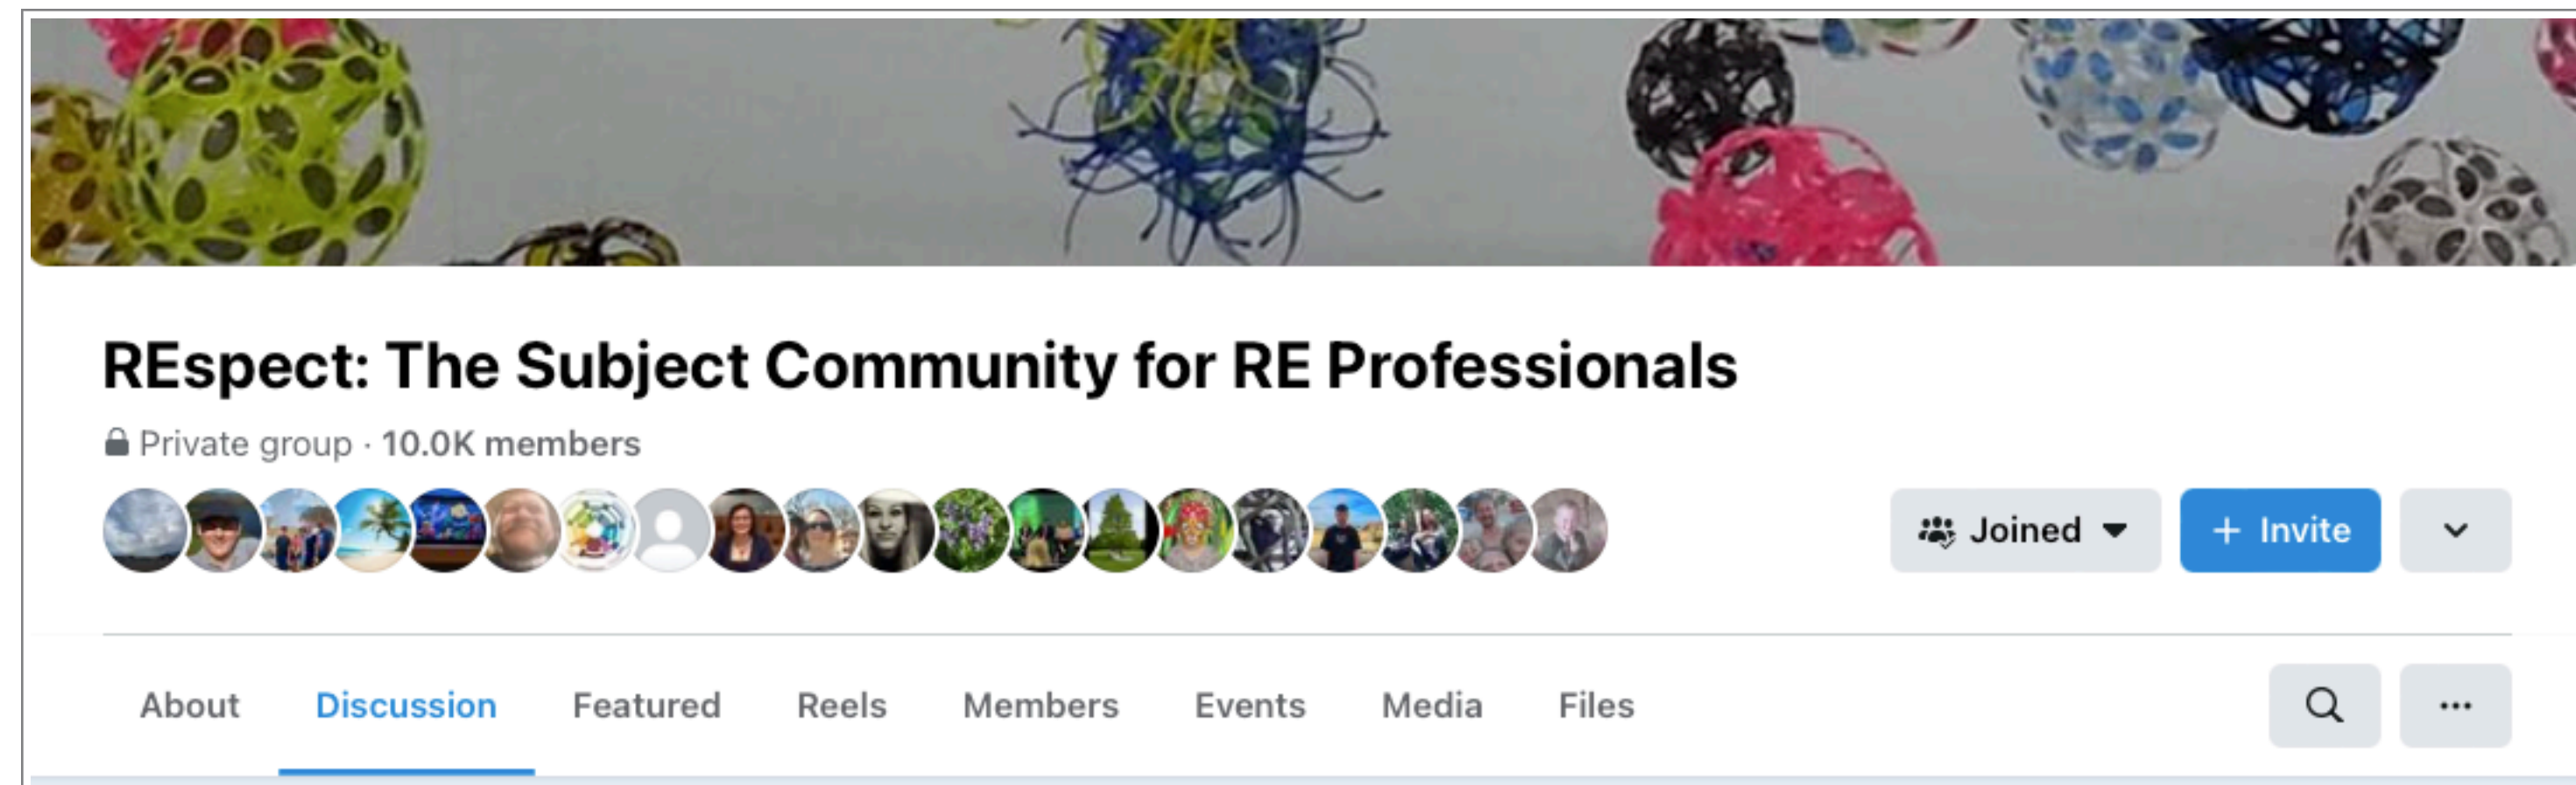 REspect: The Subject Community for RE Professionals
Private group · 10.0K members
Joined
+ Invite
About Discussion Featured Reels Members Events Media Files